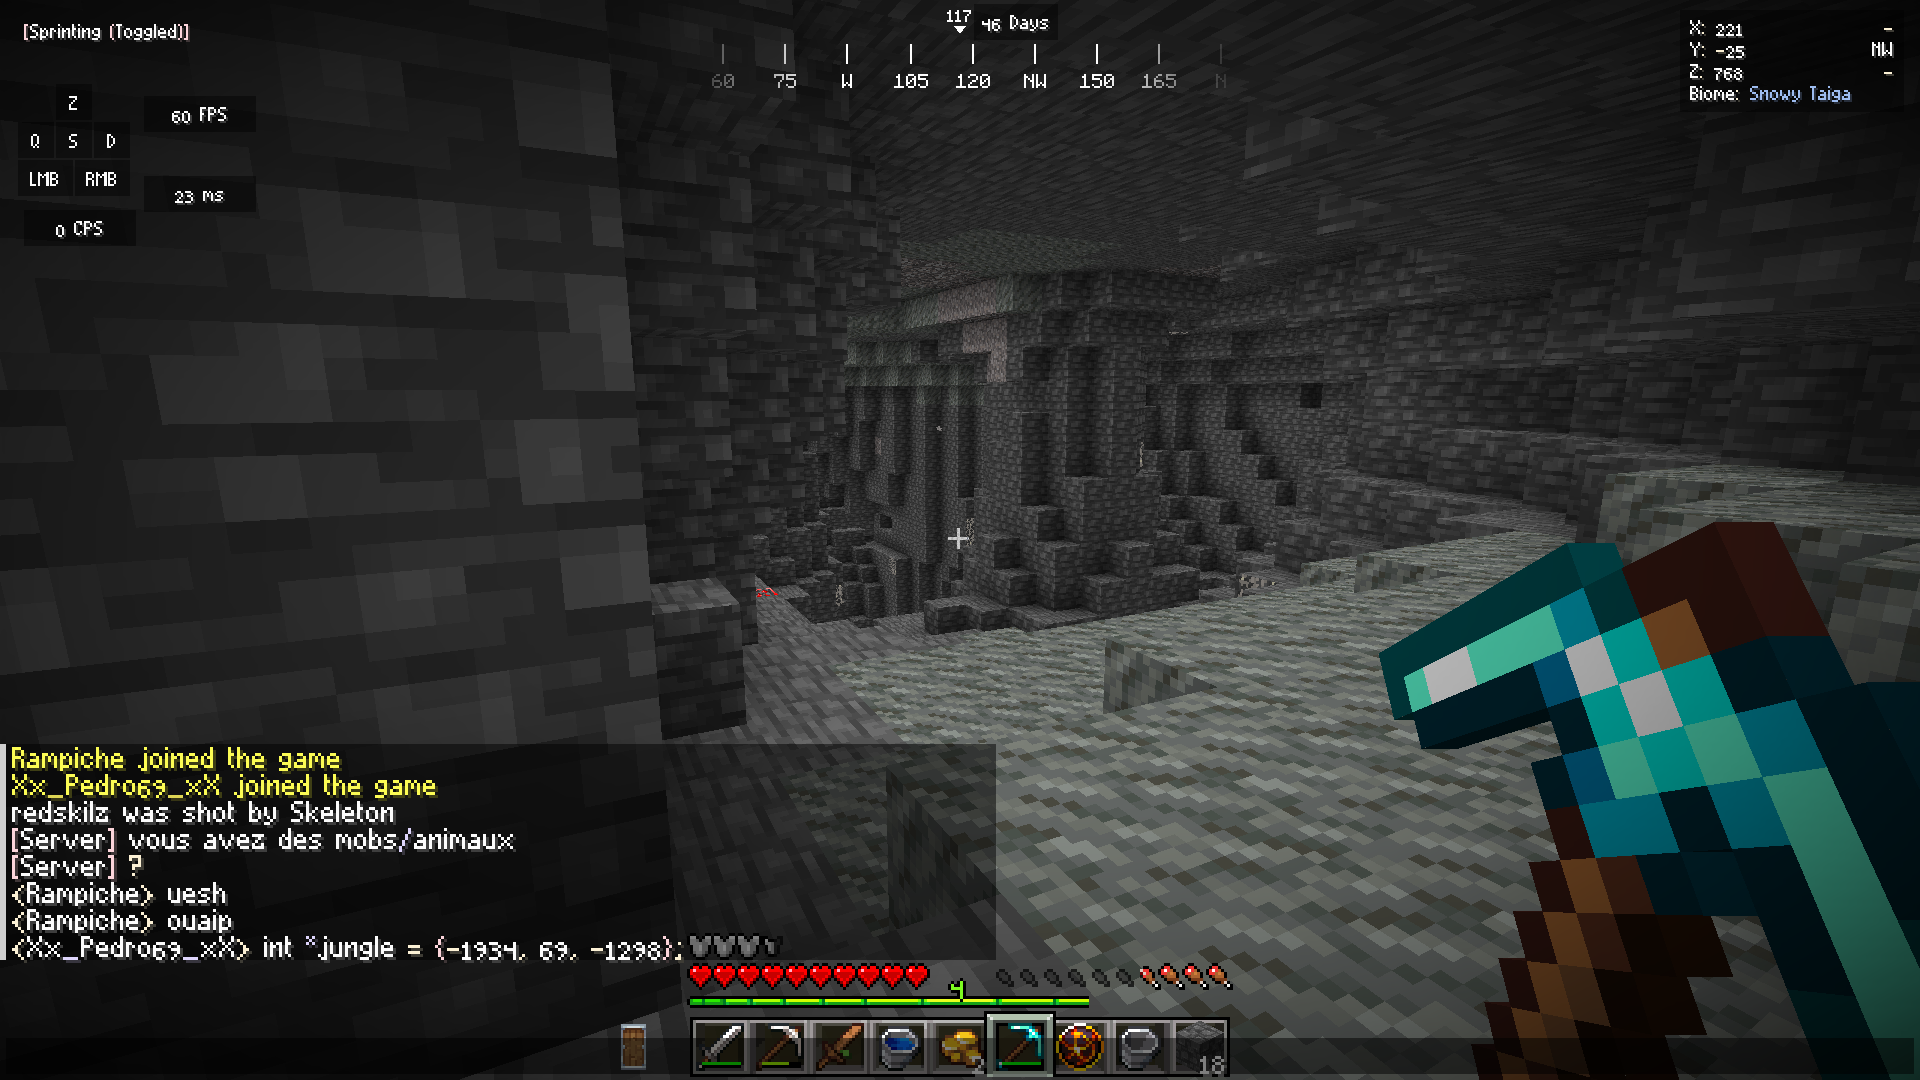 [Sprinting (Toggled)]
117
46 Days
60 75 W 105 120 NW 150 165 N
X: 221
Y: -25
Z: 768
NW
Biome: Snowy Taiga
Z
Q S D
LMB RMB
60 FPS
23 ms
0 CPS
Rampiche joined the game
Xx_Pedro69_xX joined the game
redskilz was shot by Skeleton
[Server] vous avez des mobs/animaux
[Server] ?
<Rampiche> uesh
<Rampiche> ouaip
<Xx_Pedro69_xX> int *jungle = {-1934, 69, -1298};
4
2
18